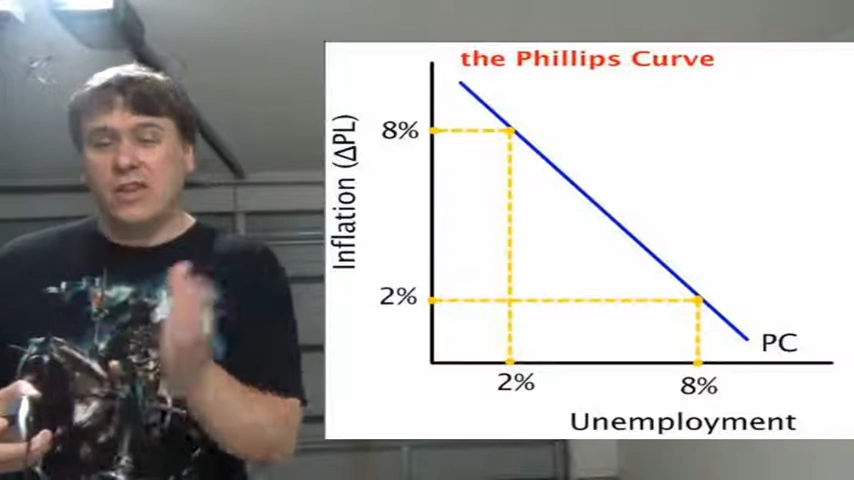 the Phillips Curve
Inflation (ΔPL)
8%
2%
PC
2%
8%
Unemployment